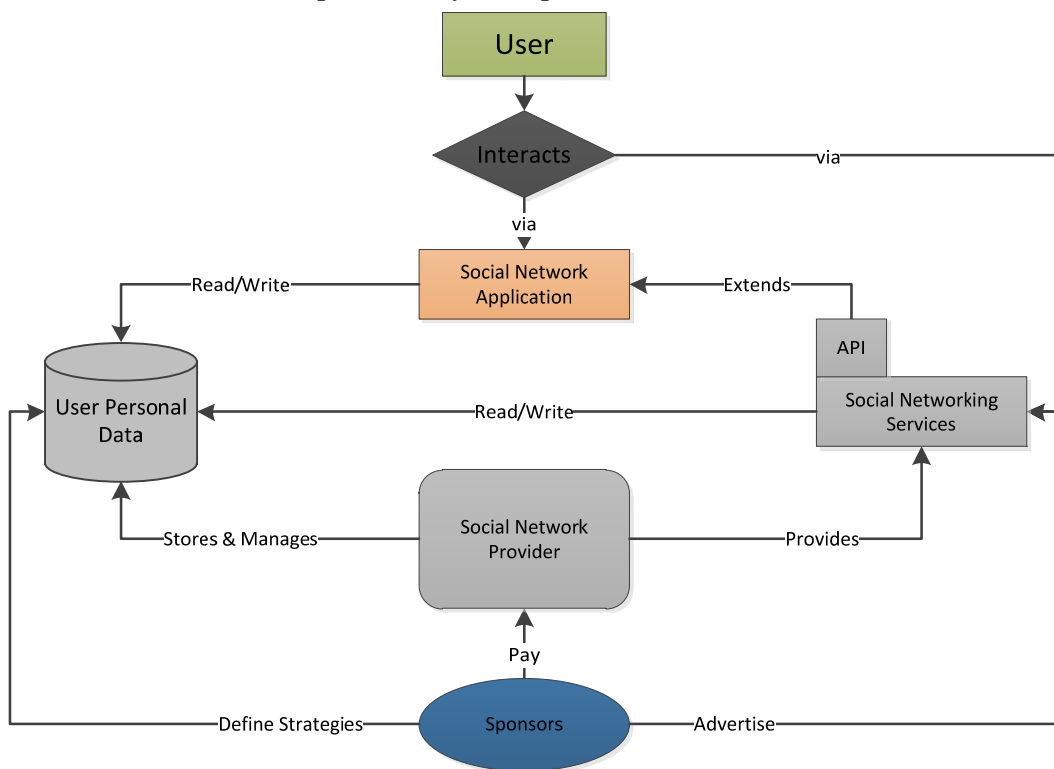 User
Interacts
via
via
Social Network
Application
Read/Write
Extends
API
User Personal
Data
Read/Write
Social Networking
Services
Social Network
Provider
Stores & Manages
Provides
Pay
Define Strategies
Sponsors
Advertise